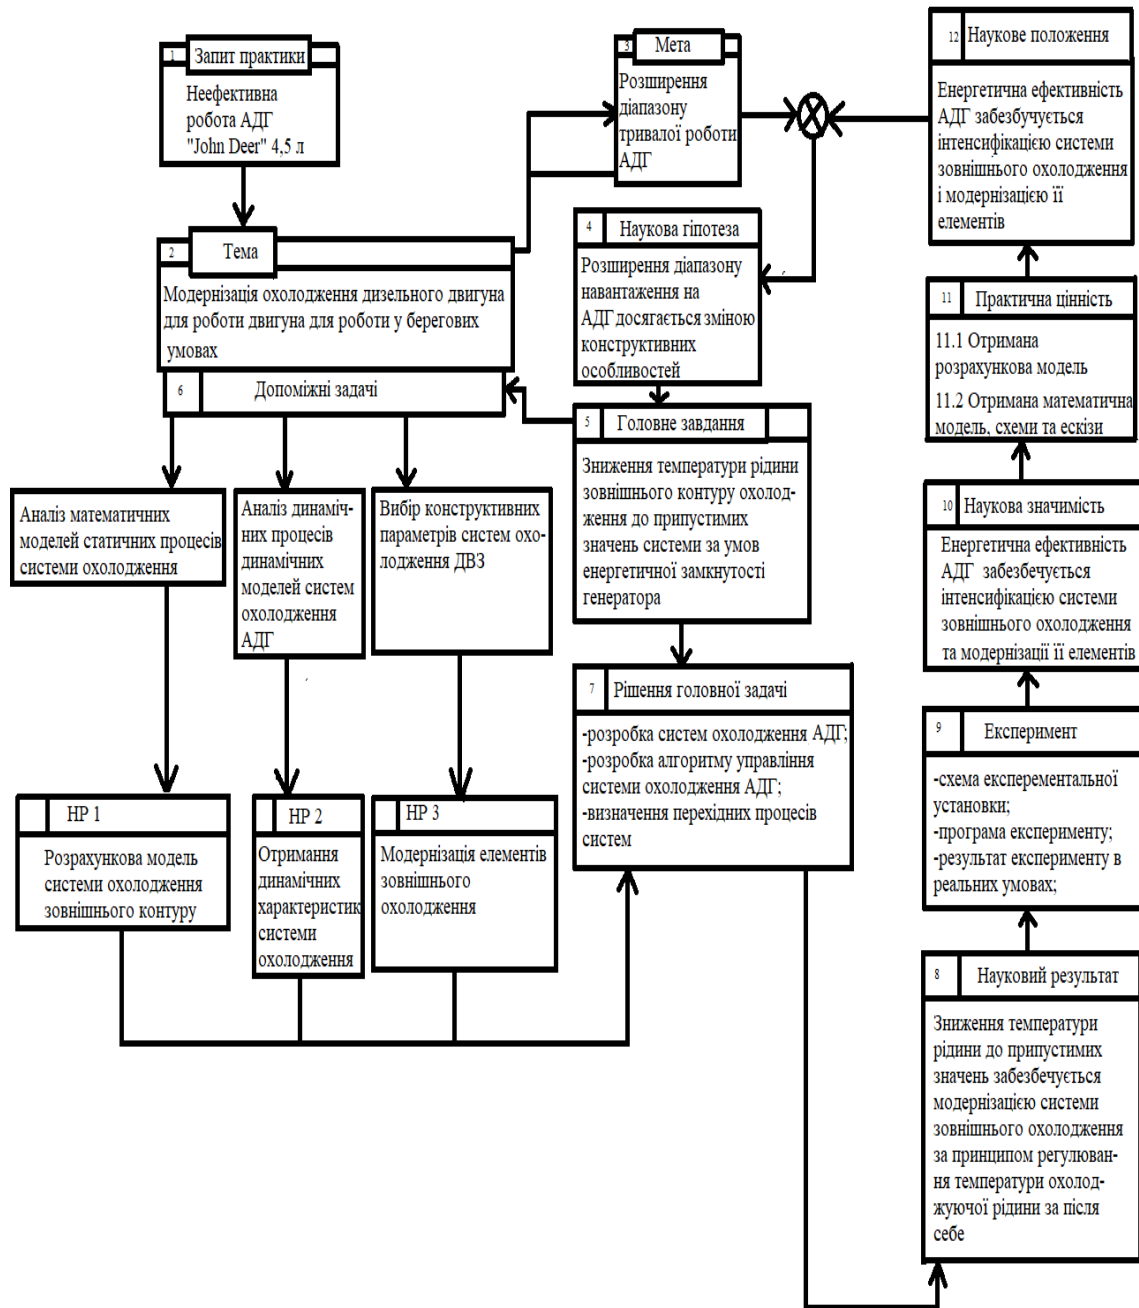 1
Запит практики
Неефективна
робота АДГ
"John Deer" 4,5 л
2
Тема
Модернізація охолодження дизельного двигуна
для роботи двигуна для роботи у берегових
умовах
3
Мета
Розширення
діапазону
тривалої роботи
АДГ
4
Наукова гіпотеза
Розширення діапазону
навантаження на
АДГ досягається зміною
конструктивних
особливостей
5
Головне завдання
Зниження температури рідини
зовнішнього контуру охолод-
ження до припустимих
значень системи за умов
енергетичної замкнутості
генератора
6
Допоміжні задачі
Аналіз математичних
моделей статичних процесів
системи охолодження
Аналіз динаміч-
них процесів
динамічних
моделей систем
охолодження
АДГ
Вибір конструктивних
параметрів систем охо-
лодження ДВЗ
НР 1
Розрахункова модель
системи охолодження
зовнішнього контуру
НР 2
Отримання
динамічних
характеристик
системи
охолодження
НР 3
Модернізація елементів
зовнішнього
охолодження
7
Рішення головної задачі
-розробка систем охолодження АДГ;
-розробка алгоритму управління
системи охолодження АДГ;
-визначення перехідних процесів
систем
8
Науковий результат
Зниження температури
рідини до припустимих
значень забезбечується
модернізацією системи
зовнішнього охолодження
за принципом регулюван-
ня температури охолод-
жуючої рідини за після
себе
9
Експеримент
-схема експерементальної
установки;
-програма експерименту;
-результат експерименту в
реальних умовах;
10
Наукова значимість
Енергетична ефективність
АДГ забезбечується
інтенсифікацією системи
зовнішнього охолодження
та модернізації її елементів
11
Практична цінність
11.1 Отримана
розрахункова модель
11.2 Отримана математична
модель, схеми та ескізи
12
Наукове положення
Енергетична ефективність
АДГ забезбучується
інтенсифікацією системи
зовнішнього охолодження
і модернізацією її
елементів